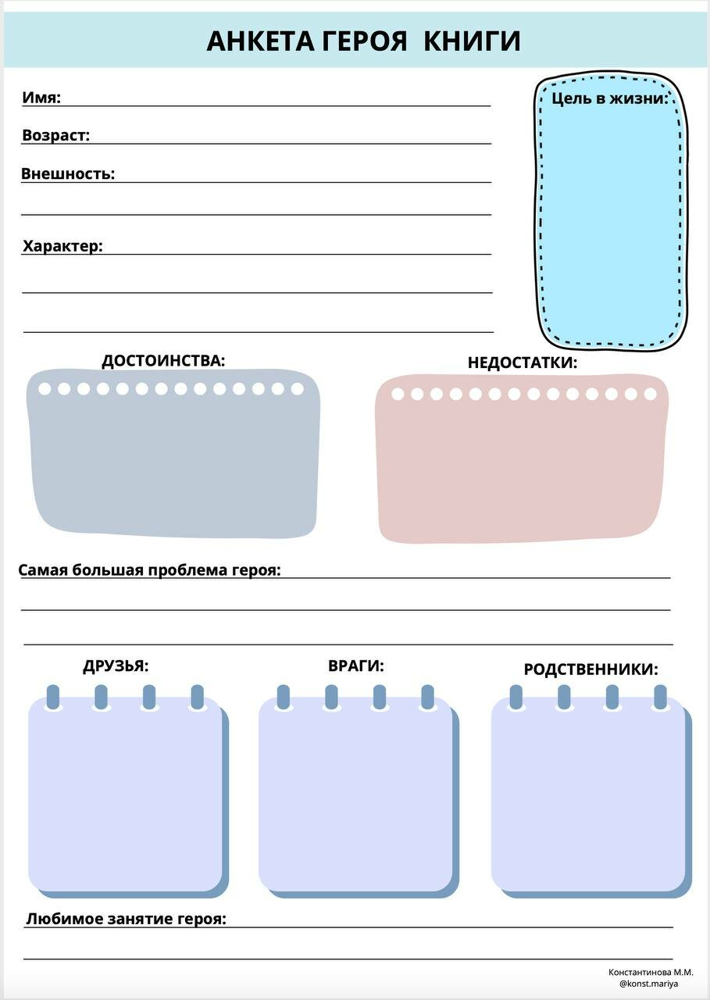 АНКЕТА ГЕРОЯ КНИГИ
Имя:
Цель в жизни:
Возраст:
Внешность:
Характер:
ДОСТОИНСТВА:
НЕДОСТАТКИ:
Самая большая проблема героя:
ДРУЗЬЯ:
ВРАГИ:
РОДСТВЕННИКИ:
Любимое занятие героя:
Константинова М.М.
@konst.mariya